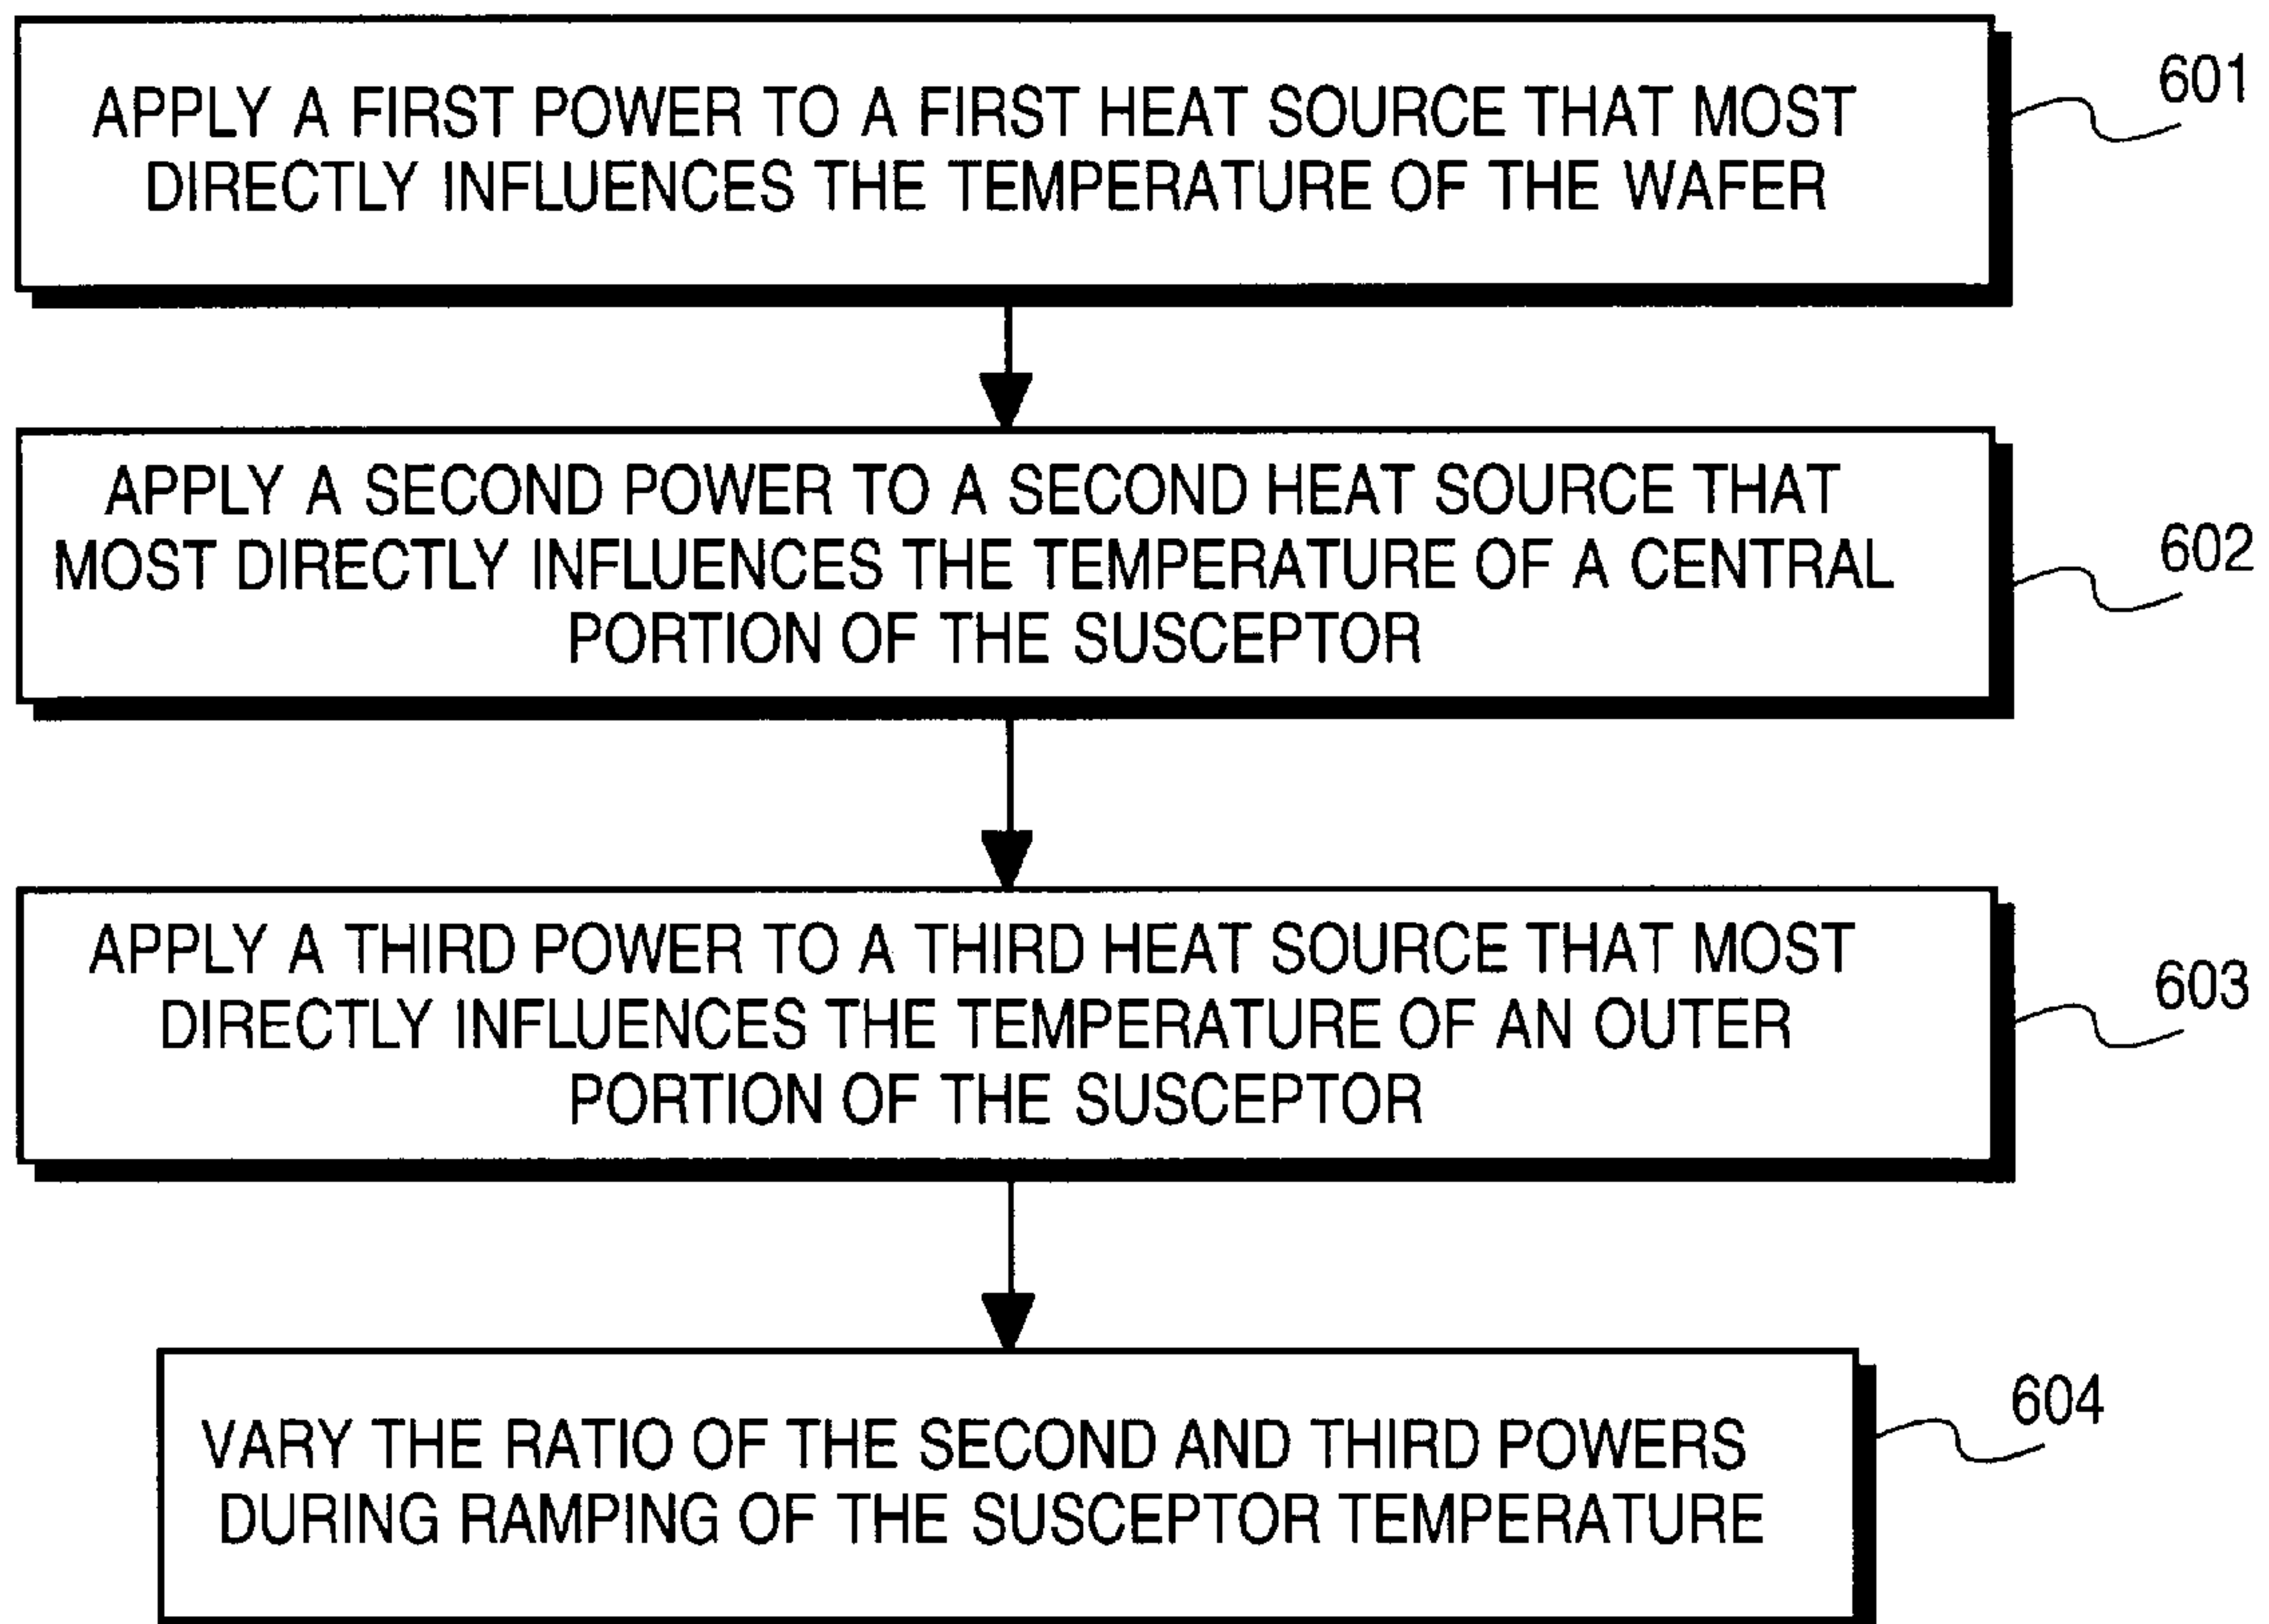 APPLY A FIRST POWER TO A FIRST HEAT SOURCE THAT MOST
DIRECTLY INFLUENCES THE TEMPERATURE OF THE WAFER
601
APPLY A SECOND POWER TO A SECOND HEAT SOURCE THAT
MOST DIRECTLY INFLUENCES THE TEMPERATURE OF A CENTRAL
PORTION OF THE SUSCEPTOR
602
APPLY A THIRD POWER TO A THIRD HEAT SOURCE THAT MOST
DIRECTLY INFLUENCES THE TEMPERATURE OF AN OUTER
PORTION OF THE SUSCEPTOR
603
VARY THE RATIO OF THE SECOND AND THIRD POWERS
DURING RAMPING OF THE SUSCEPTOR TEMPERATURE
604